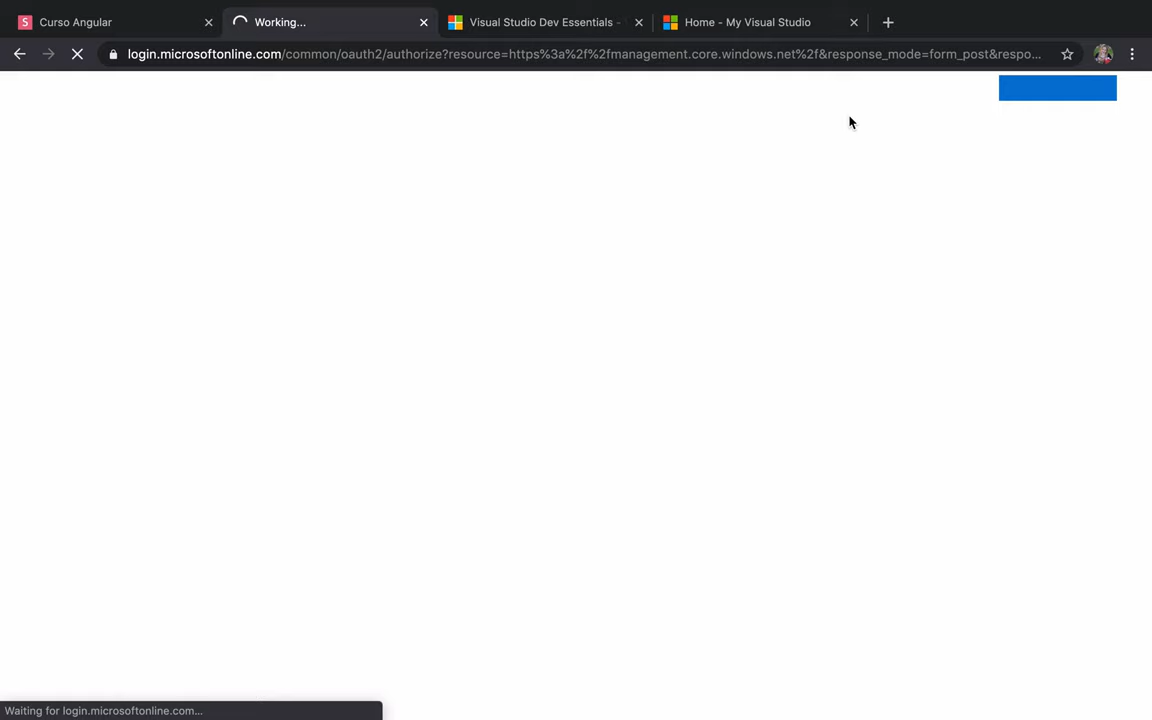 S Curso Angular
Working...
Visual Studio Dev Essentials -
Home - My Visual Studio
login.microsoftonline.com/common/oauth2/authorize?resource=https%3a%2f%2fmanagement.core.windows.net%2f&response_mode=form_post&respo...
Waiting for login.microsoftonline.com...